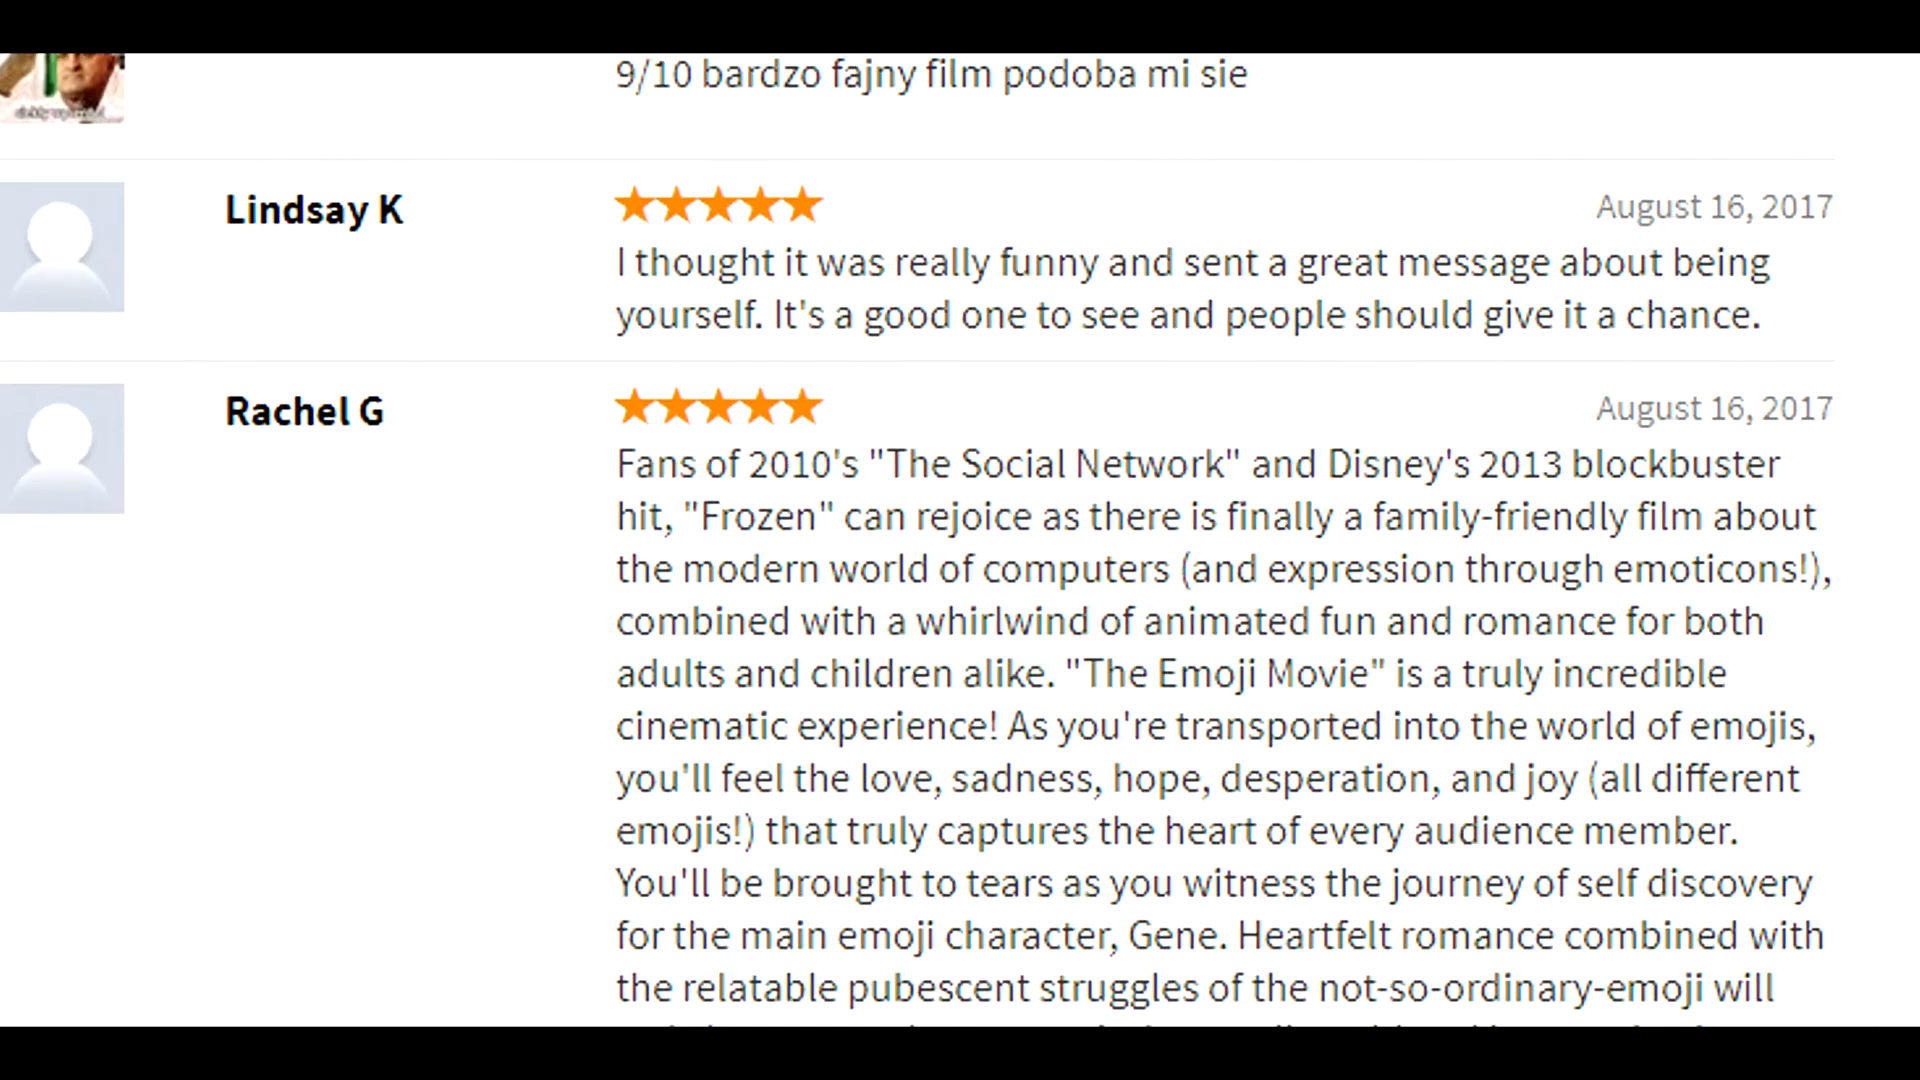 9/10 bardzo fajny film podoba mi sie
Lindsay K
August 16, 2017
I thought it was really funny and sent a great message about being
yourself. It's a good one to see and people should give it a chance.
Rachel G
August 16, 2017
Fans of 2010's "The Social Network" and Disney's 2013 blockbuster
hit, "Frozen" can rejoice as there is finally a family-friendly film about
the modern world of computers (and expression through emoticons!),
combined with a whirlwind of animated fun and romance for both
adults and children alike. "The Emoji Movie" is a truly incredible
cinematic experience! As you're transported into the world of emojis,
you'll feel the love, sadness, hope, desperation, and joy (all different
emojis!) that truly captures the heart of every audience member.
You'll be brought to tears as you witness the journey of self discovery
for the main emoji character, Gene. Heartfelt romance combined with
the relatable pubescent struggles of the not-so-ordinary-emoji will